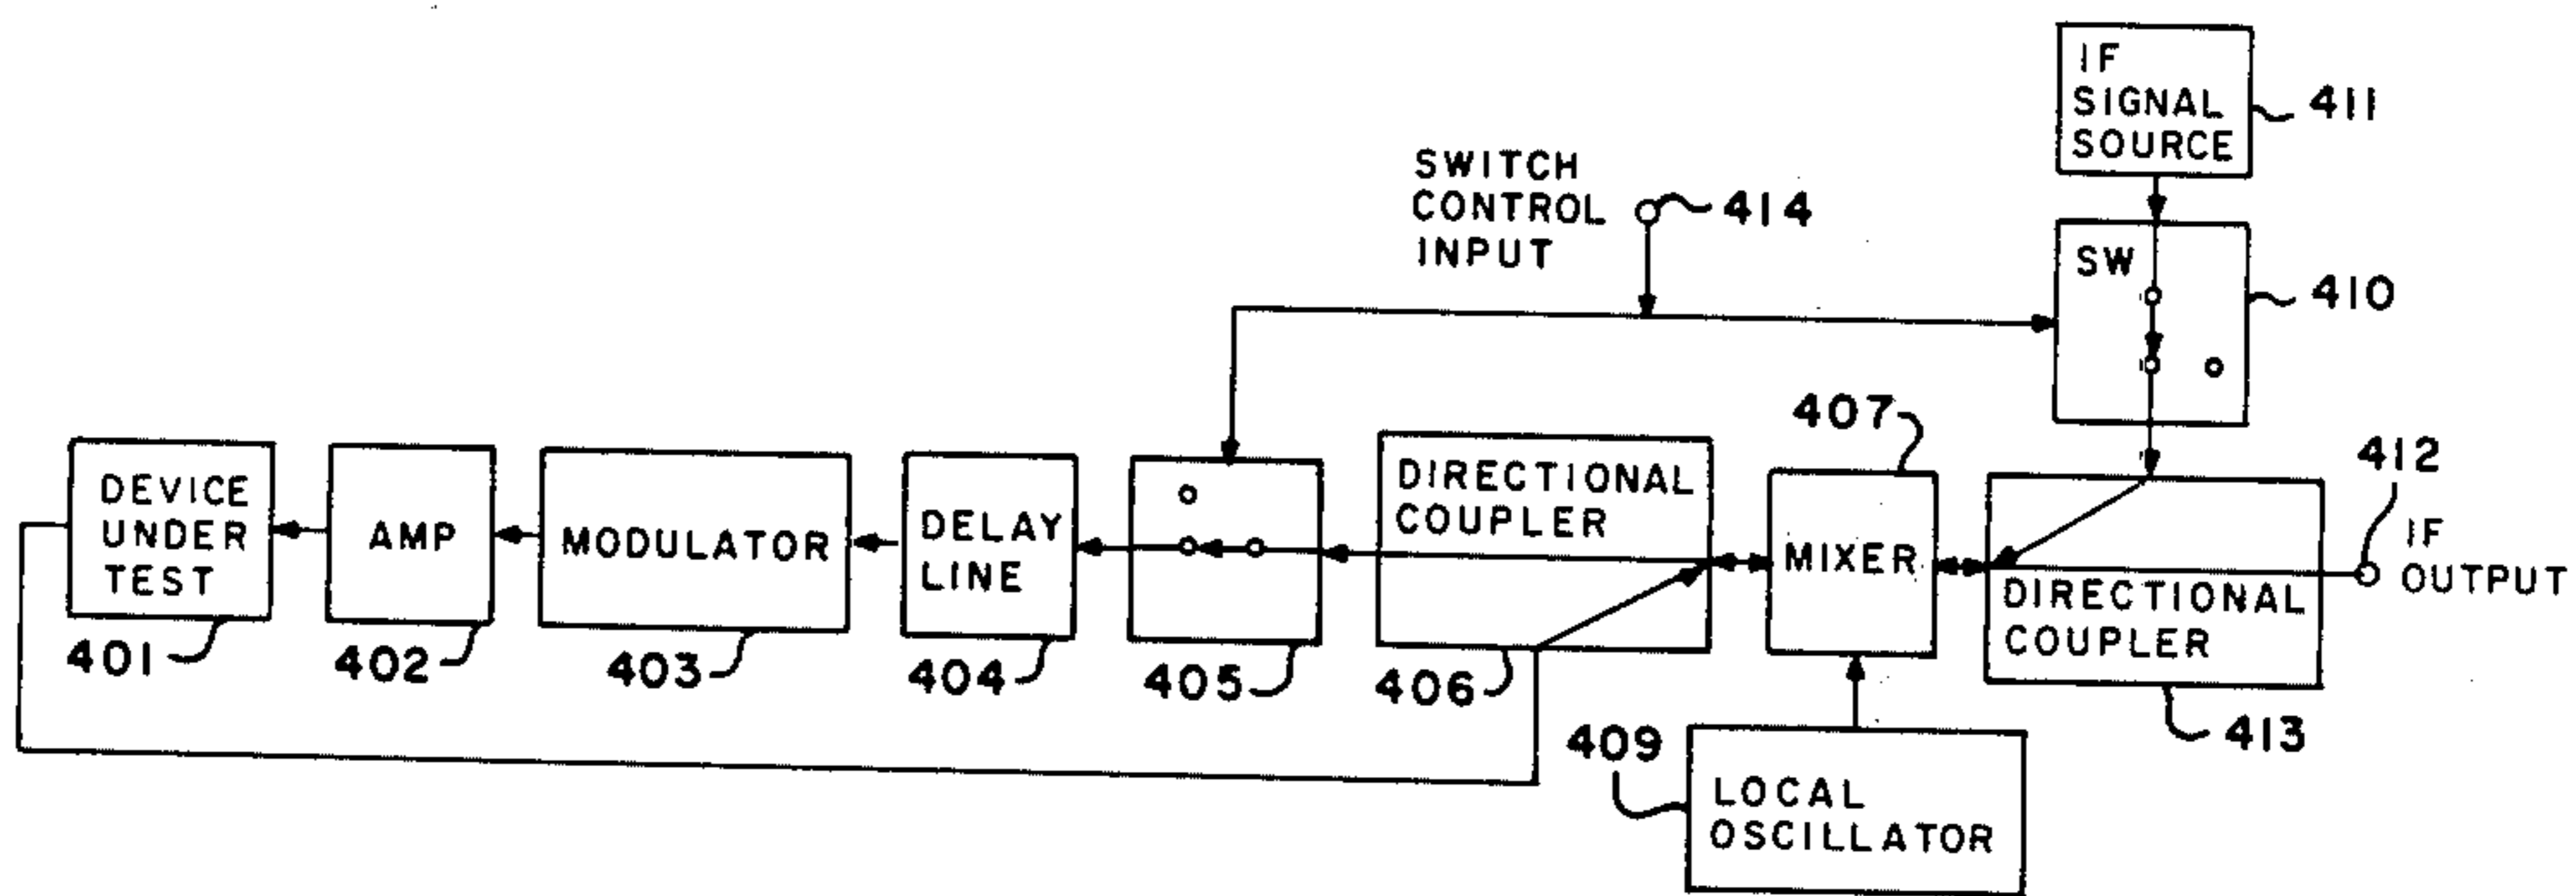 IF
SIGNAL
SOURCE
411
SWITCH
CONTROL
INPUT
414
SW
410
407
412
DEVICE
UNDER
TEST
AMP
MODULATOR
DELAY
LINE
DIRECTIONAL
COUPLER
MIXER
DIRECTIONAL
COUPLER
IF
OUTPUT
401
402
403
404
405
406
409
413
LOCAL
OSCILLATOR